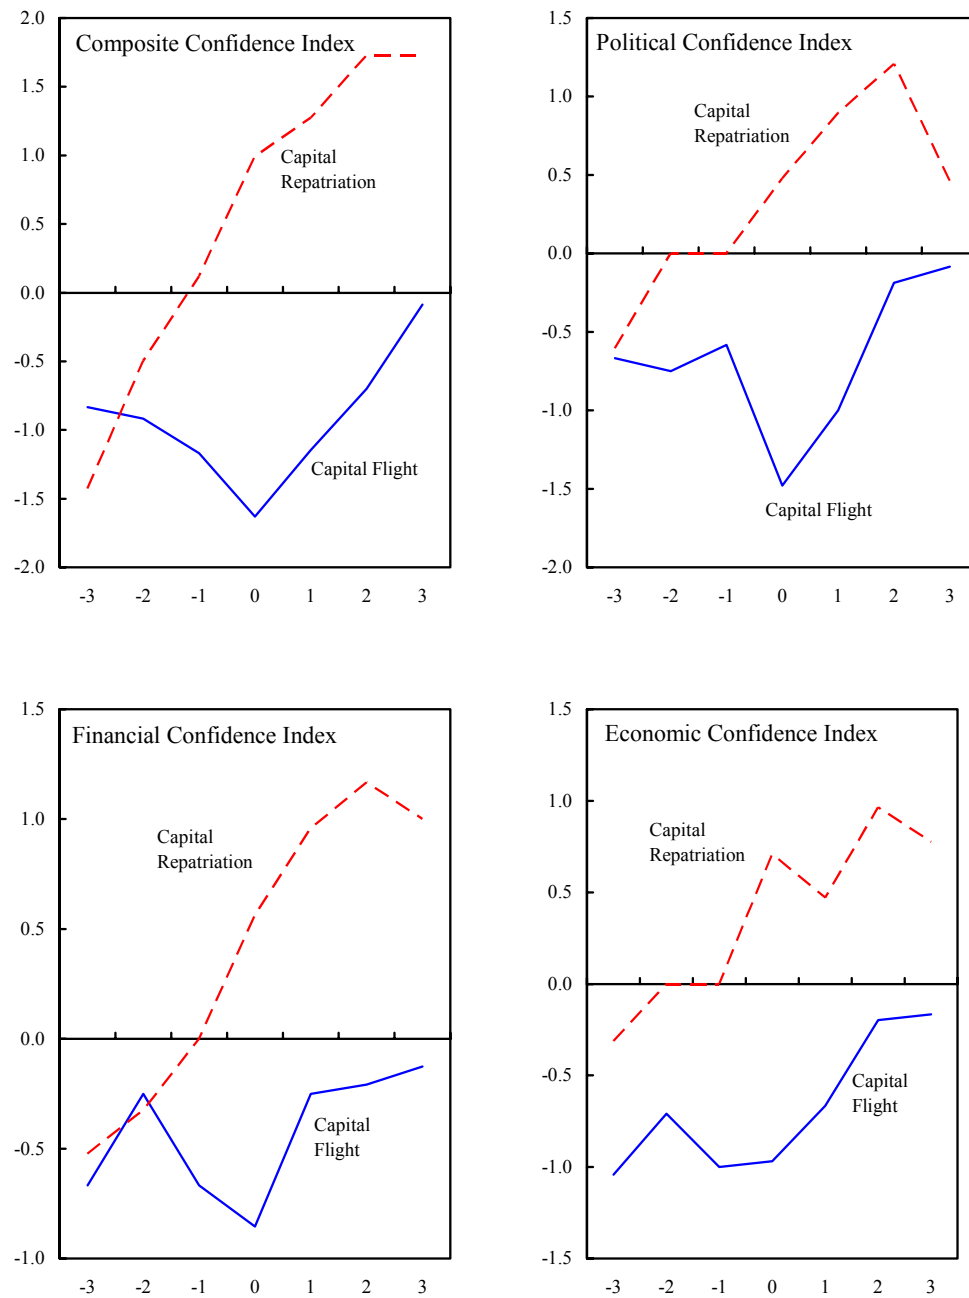 Composite Confidence Index
2.0
1.5
1.0
0.5
0.0
-0.5
-1.0
-1.5
-2.0
Capital
Repatriation
Capital Flight
-3 -2 -1 0 1 2 3
Political Confidence Index
1.5
1.0
0.5
0.0
-0.5
-1.0
-1.5
-2.0
Capital
Repatriation
Capital Flight
-3 -2 -1 0 1 2 3
Financial Confidence Index
1.5
1.0
0.5
0.0
-0.5
-1.0
Capital
Repatriation
Capital
Flight
-3 -2 -1 0 1 2 3
Economic Confidence Index
1.5
1.0
0.5
0.0
-0.5
-1.0
-1.5
Capital
Repatriation
Capital
Flight
-3 -2 -1 0 1 2 3